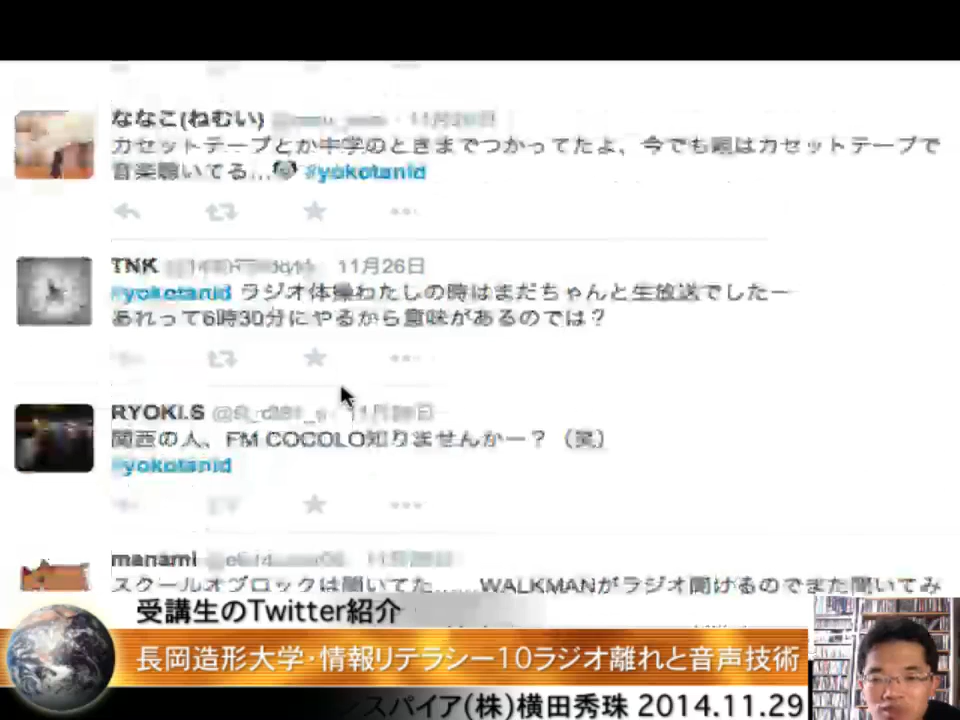 ななこ(ねむい)
カセットテープとか中学のときまでつかってたよ、今でも親はカセットテープで
音楽聴いてる... #yokotanid
TNK 11月26日
#yokotanid ラジオ体操わたしの時はまだちゃんと生放送でしたー
あれって6時30分にやるから意味があるのでは?
RYOKI.S
関西の人、FM COCOLO知りませんかー?(笑)
#yokotanid
manami
スクールオブロックは聞いてた......WALKMANがラジオ聞けるのでまた聞いてみ
受講生のTwitter紹介
長岡造形大学・情報リテラシー10ラジオ離れと音声技術
ンスパイア(株)横田秀珠 2014.11.29